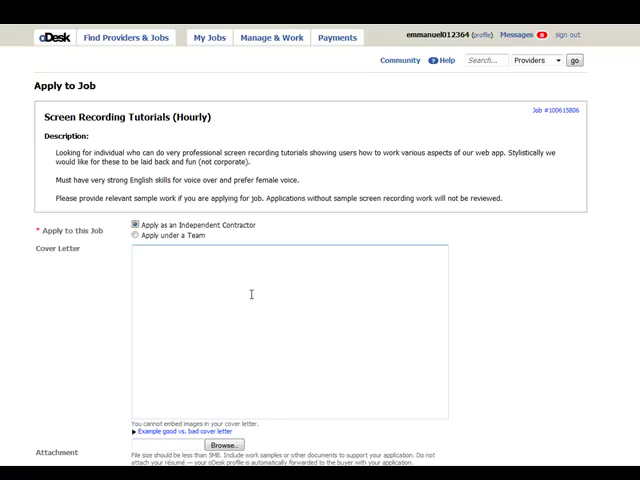 oDesk Find Providers & Jobs My Jobs Manage & Work Payments emmanuel012364 (profile) Messages sign out
Community ? Help Search... Providers go
Apply to Job
Job #100615806
Screen Recording Tutorials (Hourly)
Description:
Looking for individual who can do very professional screen recording tutorials showing users how to work various aspects of our web app. Stylistically we
would like for these to be laid back and fun (not corporate).
Must have very strong English skills for voice over and prefer female voice.
Please provide relevant sample work if you are applying for job. Applications without sample screen recording work will not be reviewed.
* Apply to this Job Apply as an Independent Contractor
Apply under a Team
Cover Letter
You cannot embed images in your cover letter.
Example good vs. bad cover letter
Browse...
Attachment File size should be less than 5MB. Include work samples or other documents to support your application. Do not
attach your résumé — your oDesk profile is automatically forwarded to the buyer with your application.